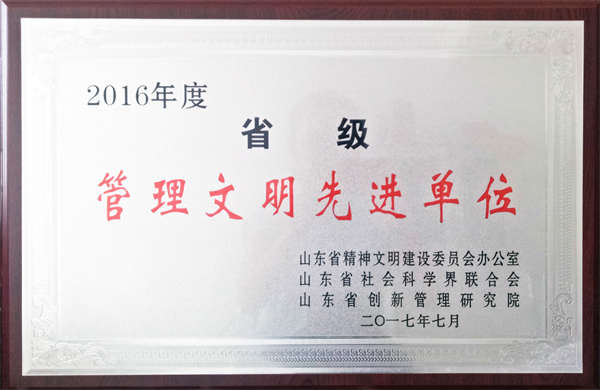 2016年度
省 级
管理文明先进单位
山东省精神文明建设委员会办公室
山东省社会科学界联合会
山东省创新管理研究院
二〇一七年七月